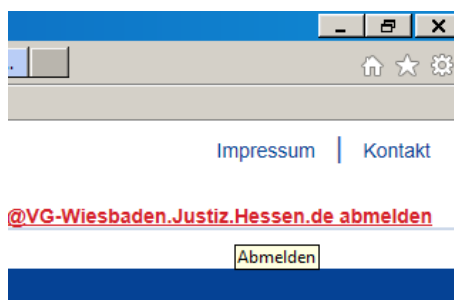 Impressum | Kontakt
@VG-Wiesbaden.Justiz.Hessen.de abmelden
Abmelden